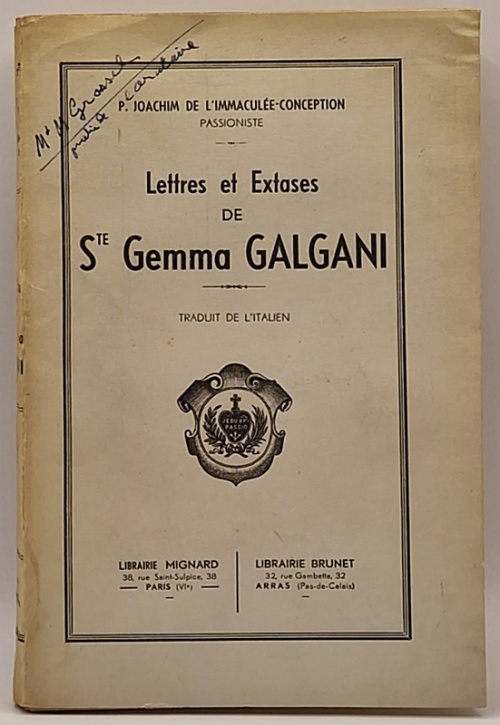 P. JOACHIM DE L'IMMACULÉE-CONCEPTION
PASSIONISTE
Lettres et Extases
DE
STE Gemma GALGANI
TRADUIT DE L'ITALIEN
JESU XPI
PASSIO
LIBRAIRIE MIGNARD
38, rue Saint-Sulpice, 38
PARIS (VIe)
LIBRAIRIE BRUNET
32, rue Gambetta, 32
ARRAS (Pas-de-Calais)